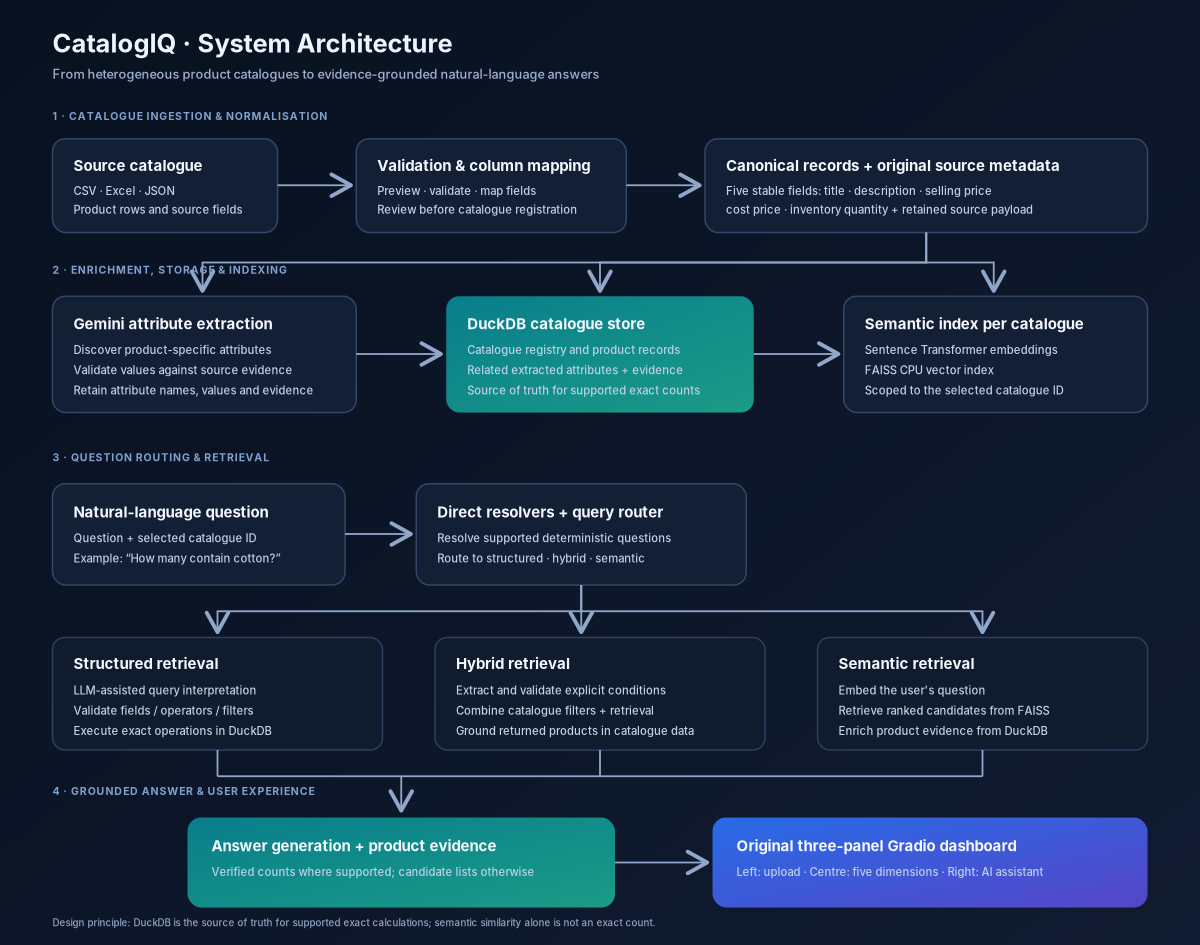 CatalogIQ · System Architecture
From heterogeneous product catalogues to evidence-grounded natural-language answers
1 · CATALOGUE INGESTION & NORMALISATION
Source catalogue
CSV · Excel · JSON
Product rows and source fields
Validation & column mapping
Preview · validate · map fields
Review before catalogue registration
Canonical records + original source metadata
Five stable fields: title · description · selling price
cost price · inventory quantity + retained source payload
2 · ENRICHMENT, STORAGE & INDEXING
Gemini attribute extraction
Discover product-specific attributes
Validate values against source evidence
Retain attribute names, values and evidence
DuckDB catalogue store
Catalogue registry and product records
Related extracted attributes + evidence
Source of truth for supported exact counts
Semantic index per catalogue
Sentence Transformer embeddings
FAISS CPU vector index
Scoped to the selected catalogue ID
3 · QUESTION ROUTING & RETRIEVAL
Natural-language question
Question + selected catalogue ID
Example: “How many contain cotton?”
Direct resolvers + query router
Resolve supported deterministic questions
Route to structured · hybrid · semantic
Structured retrieval
LLM-assisted query interpretation
Validate fields / operators / filters
Execute exact operations in DuckDB
Hybrid retrieval
Extract and validate explicit conditions
Combine catalogue filters + retrieval
Ground returned products in catalogue data
Semantic retrieval
Embed the user's question
Retrieve ranked candidates from FAISS
Enrich product evidence from DuckDB
4 · GROUNDED ANSWER & USER EXPERIENCE
Answer generation + product evidence
Verified counts where supported; candidate lists otherwise
Original three-panel Gradio dashboard
Left: upload · Centre: five dimensions · Right: AI assistant
Design principle: DuckDB is the source of truth for supported exact calculations; semantic similarity alone is not an exact count.